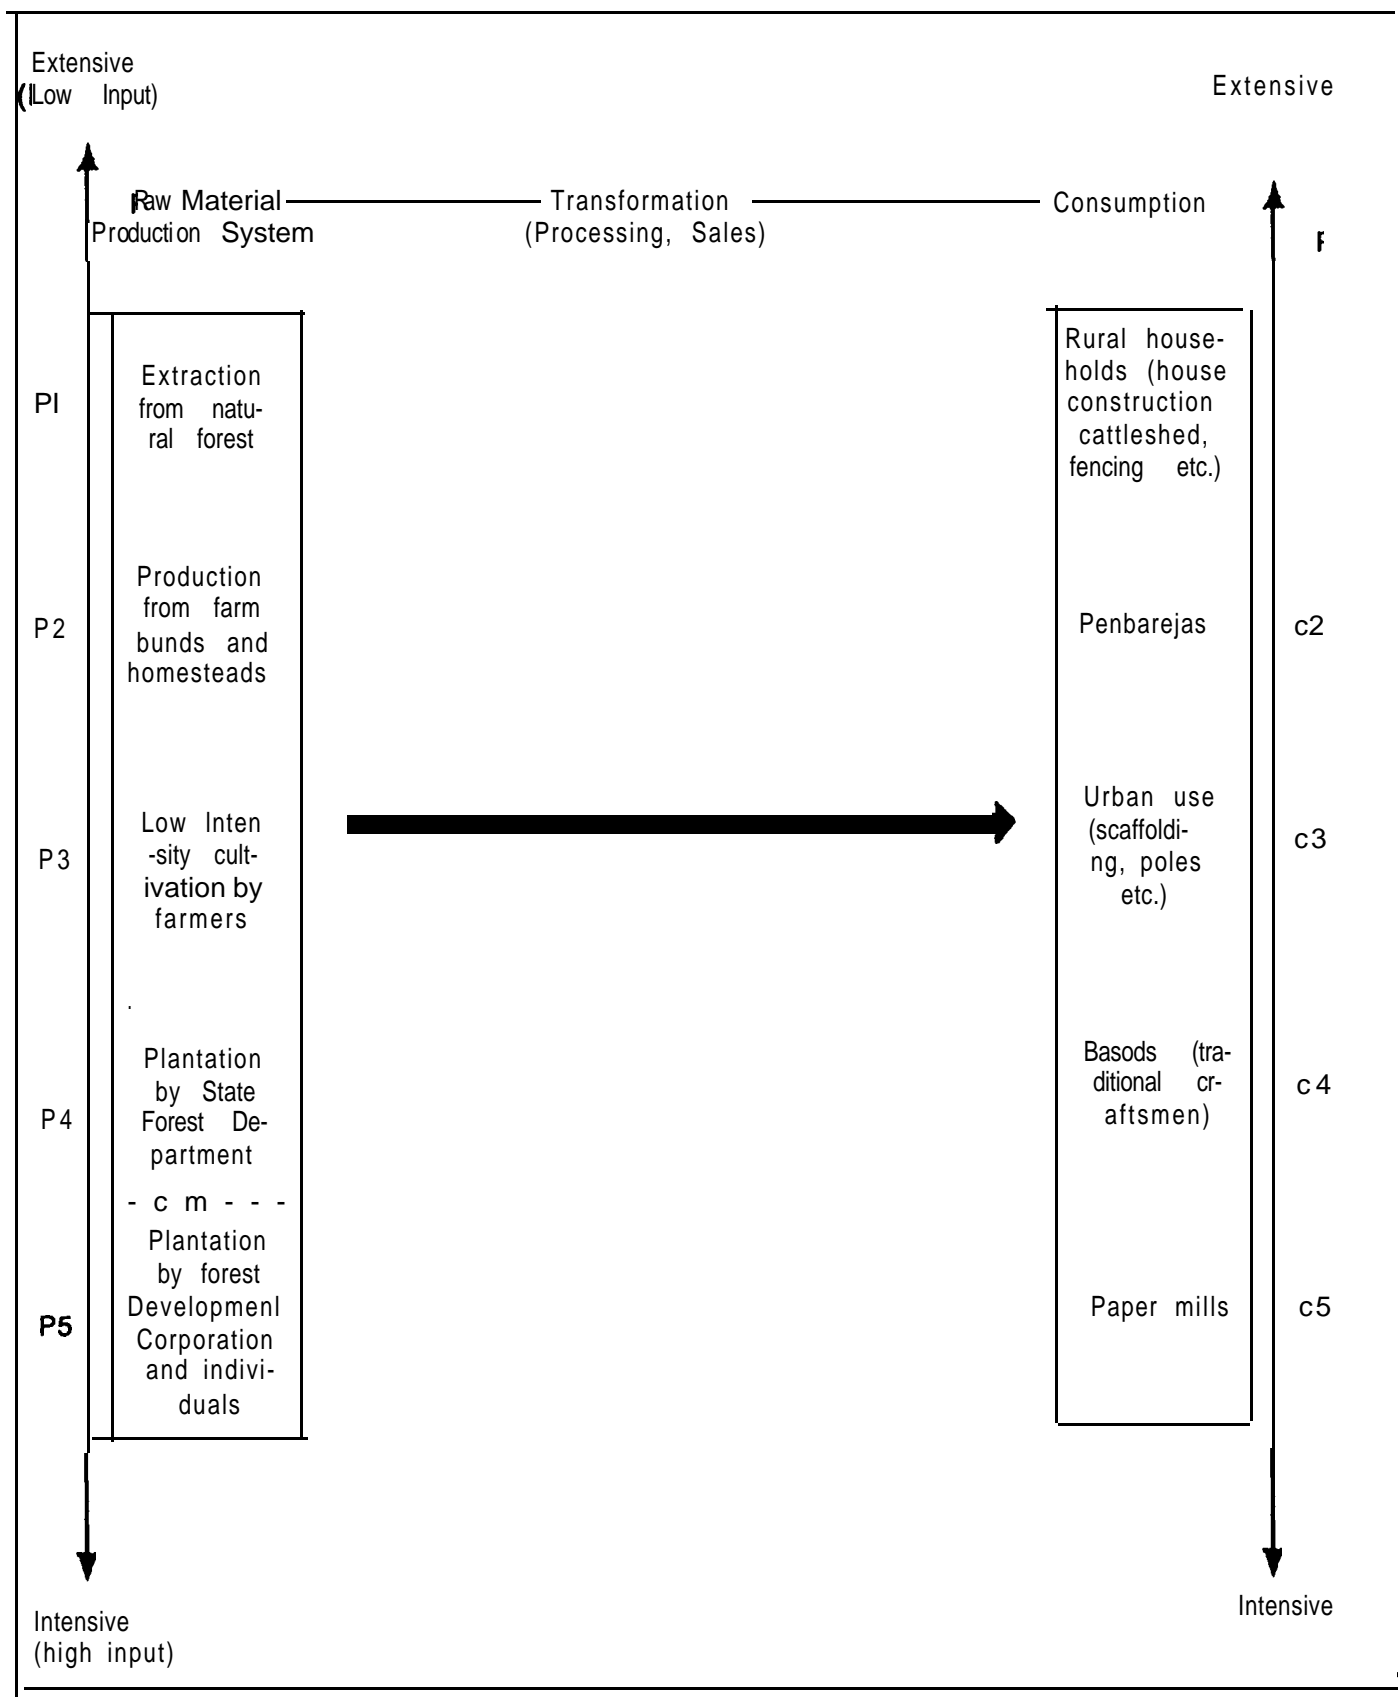 Extensive
(Low Input)
Extensive
Raw Material
Production System
Transformation
(Processing, Sales)
Consumption
PI
Extraction
from natu-
ral forest
Rural house-
holds (house
construction
cattleshed,
fencing etc.)
P2
Production
from farm
bunds and
homesteads
Penbarejas
c2
P3
Low Inten
-sity cult-
ivation by
farmers
Urban use
(scaffoldi-
ng, poles
etc.)
c3
P4
Plantation
by State
Forest De-
partment
Basods (tra-
ditional cr-
aftsmen)
c4
- c m - - -
P5
Plantation
by forest
Developmenl
Corporation
and indivi-
duals
Paper mills
c5
Intensive
(high input)
Intensive